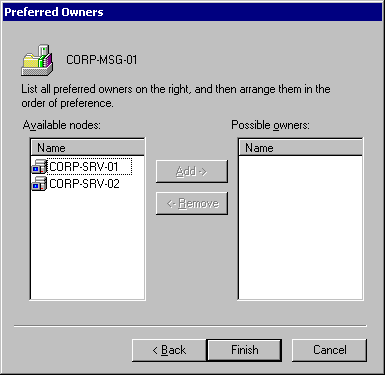 Preferred Owners
CORP-MSG-01
List all preferred owners on the right, and then arrange them in the
order of preference.
Available nodes:
Possible owners:
Name
Name
CORP-SRV-01
CORP-SRV-02
Add ->
<- Remove
< Back
Finish
Cancel